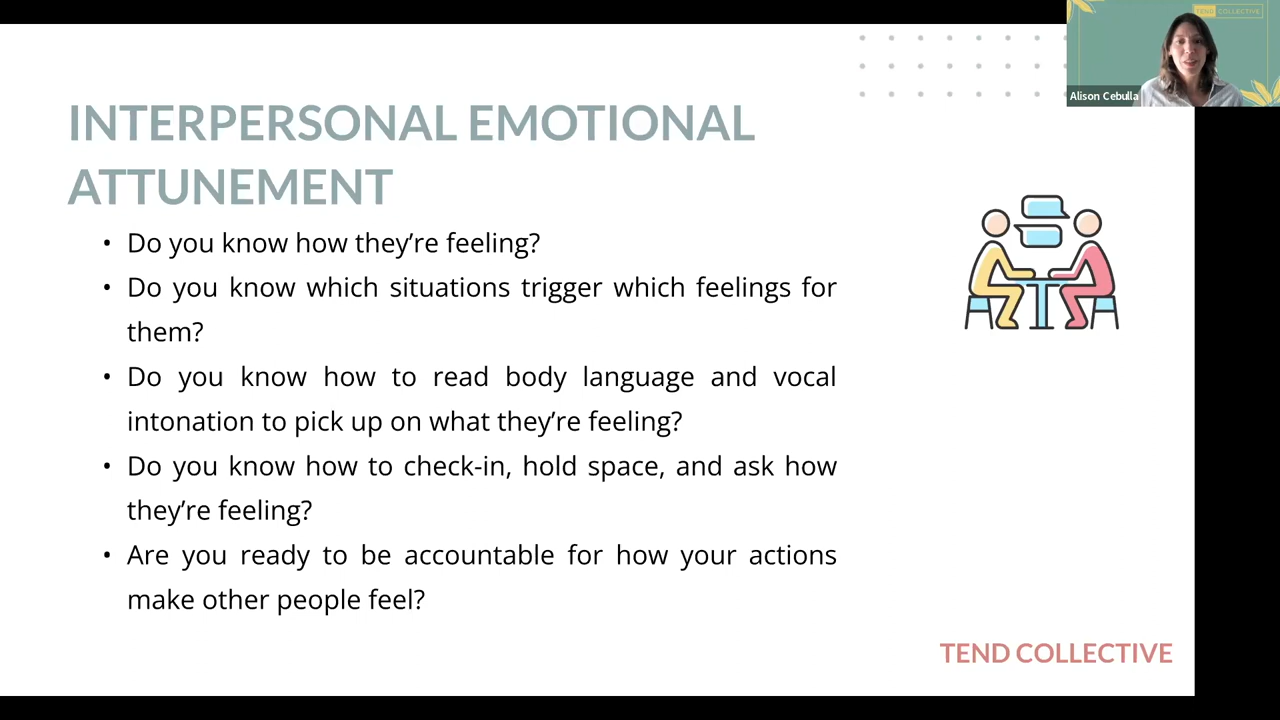 TEND COLLECTIVE
Alison Cebulla
INTERPERSONAL EMOTIONAL
ATTUNEMENT
• Do you know how they’re feeling?
• Do you know which situations trigger which feelings for
them?
• Do you know how to read body language and vocal
intonation to pick up on what they’re feeling?
• Do you know how to check-in, hold space, and ask how
they’re feeling?
• Are you ready to be accountable for how your actions
make other people feel?
TEND COLLECTIVE